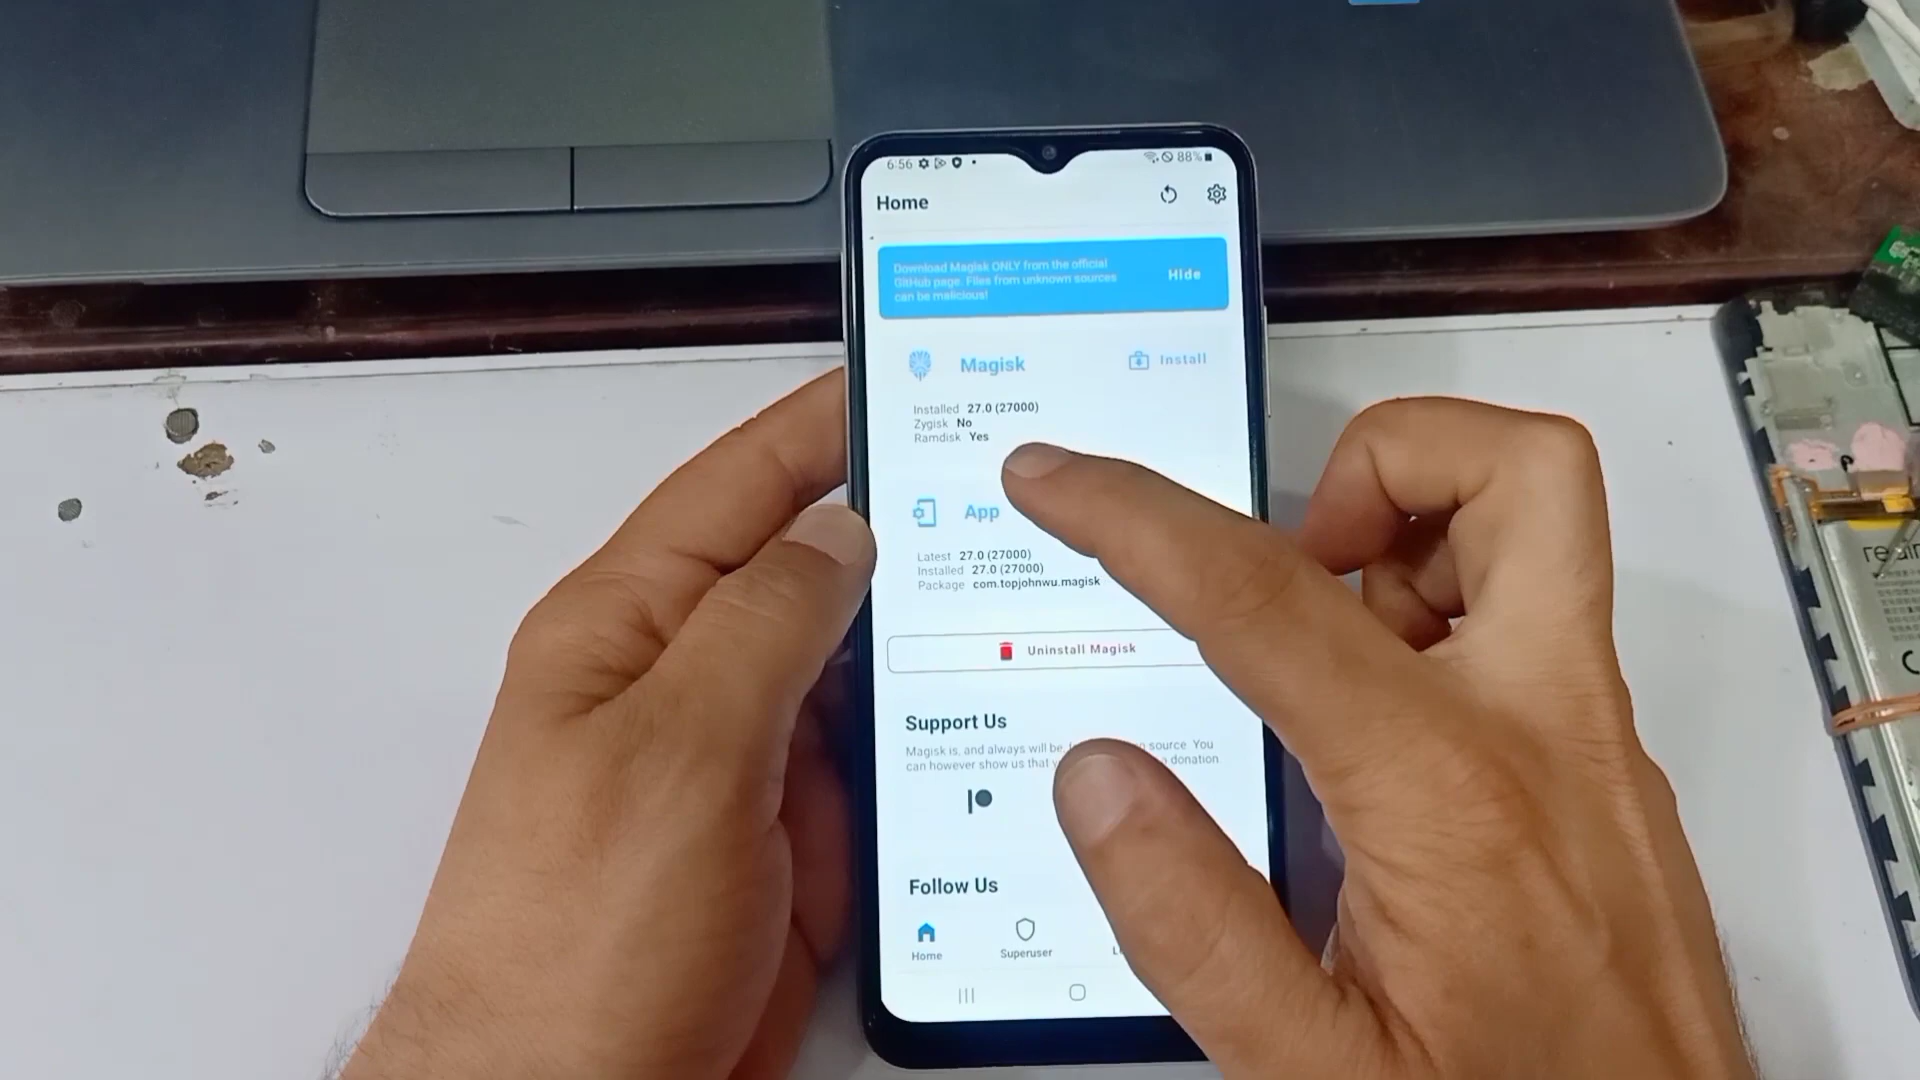 6:56
88%
Home
Download Magisk ONLY from the official
GitHub page. Files from unknown sources
can be malicious!
Hide
Magisk
Install
Installed 27.0 (27000)
Zygisk No
Ramdisk Yes
App
Latest 27.0 (27000)
Installed 27.0 (27000)
Package com.topjohnwu.magisk
Uninstall Magisk
Support Us
Magisk is, and always will be, source. You
can however show us that donation.
Follow Us
Home
Superuser